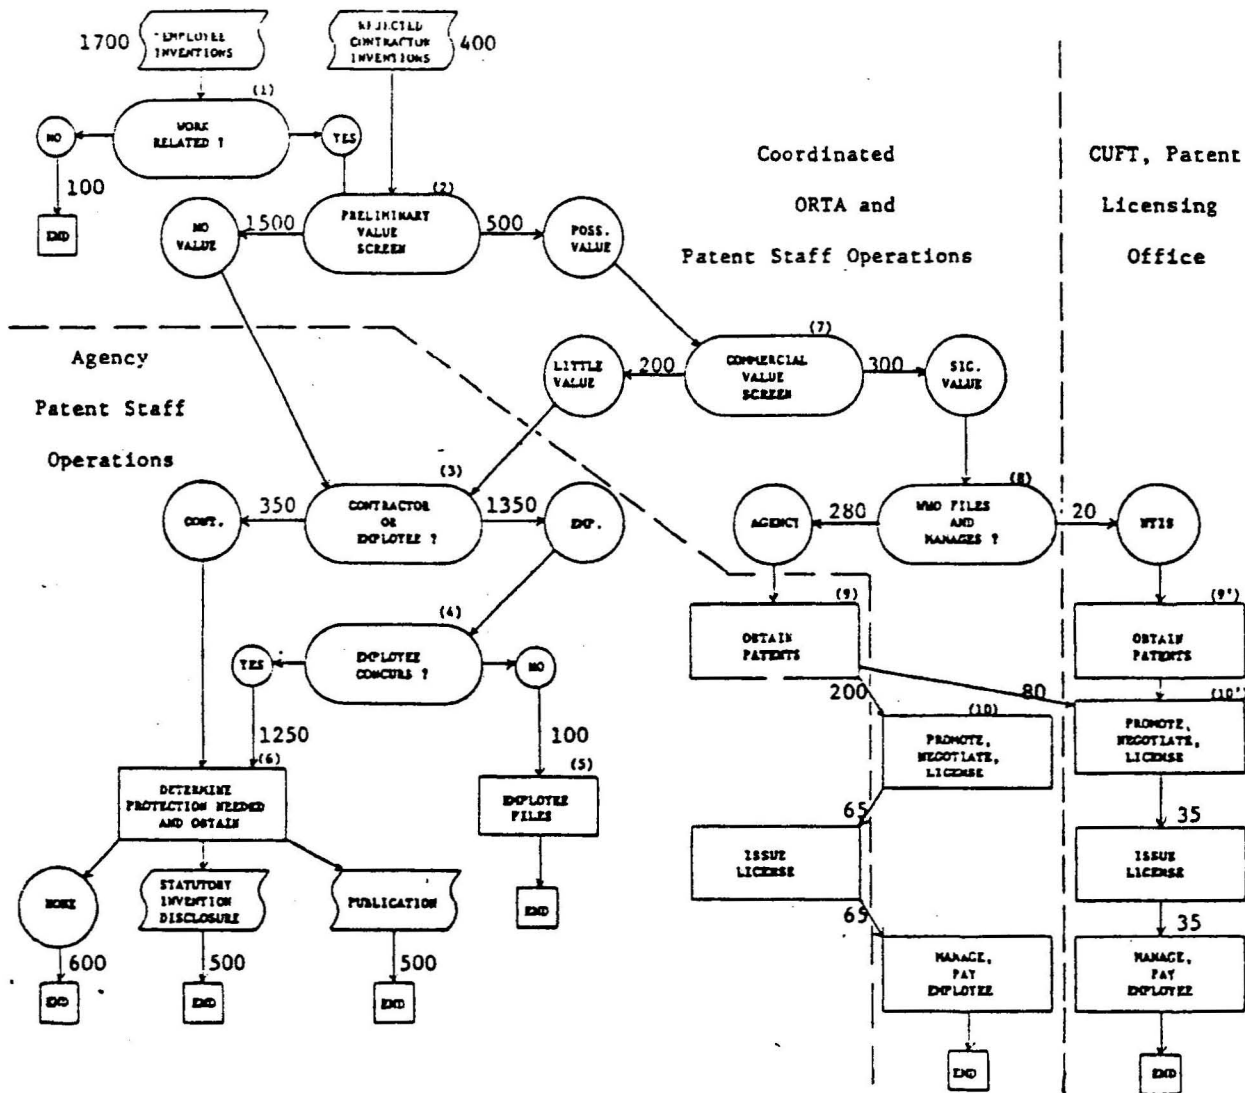 1700
EMPLOYEE
INVENTIONS
REJECTED
CONTRACTOR
INVENTIONS
400
(1)
WORK
RELATED ?
NO
YES
100
END
(2)
PRELIMINARY
VALUE
SCREEN
1500
NO
VALUE
500
POSS.
VALUE
Coordinated
ORTA and
Patent Staff Operations
CUFT, Patent
Licensing
Office
Agency
Patent Staff
Operations
(7)
COMMERCIAL
VALUE
SCREEN
200
LITTLE
VALUE
300
SIG.
VALUE
(3)
CONTRACTOR
OR
EMPLOYEE ?
350
CONT.
1350
EMP.
(8)
WHO FILES
AND
MANAGES ?
280
AGENCY
20
NTIS
(4)
EMPLOYEE
CONCURS ?
YES
NO
1250
100
(9)
OBTAIN
PATENTS
(9')
OBTAIN
PATENTS
200
80
(10)
PROMOTE,
NEGOTIATE,
LICENSE
(10')
PROMOTE,
NEGOTIATE,
LICENSE
(6)
DETERMINE
PROTECTION NEEDED
AND OBTAIN
(5)
EMPLOYEE
FILES
END
65
ISSUE
LICENSE
35
ISSUE
LICENSE
NONE
STATUTORY
INVENTION
DISCLOSURE
PUBLICATION
600
500
500
END
END
END
65
MANAGE,
PAY
EMPLOYEE
35
MANAGE,
PAY
EMPLOYEE
END
END